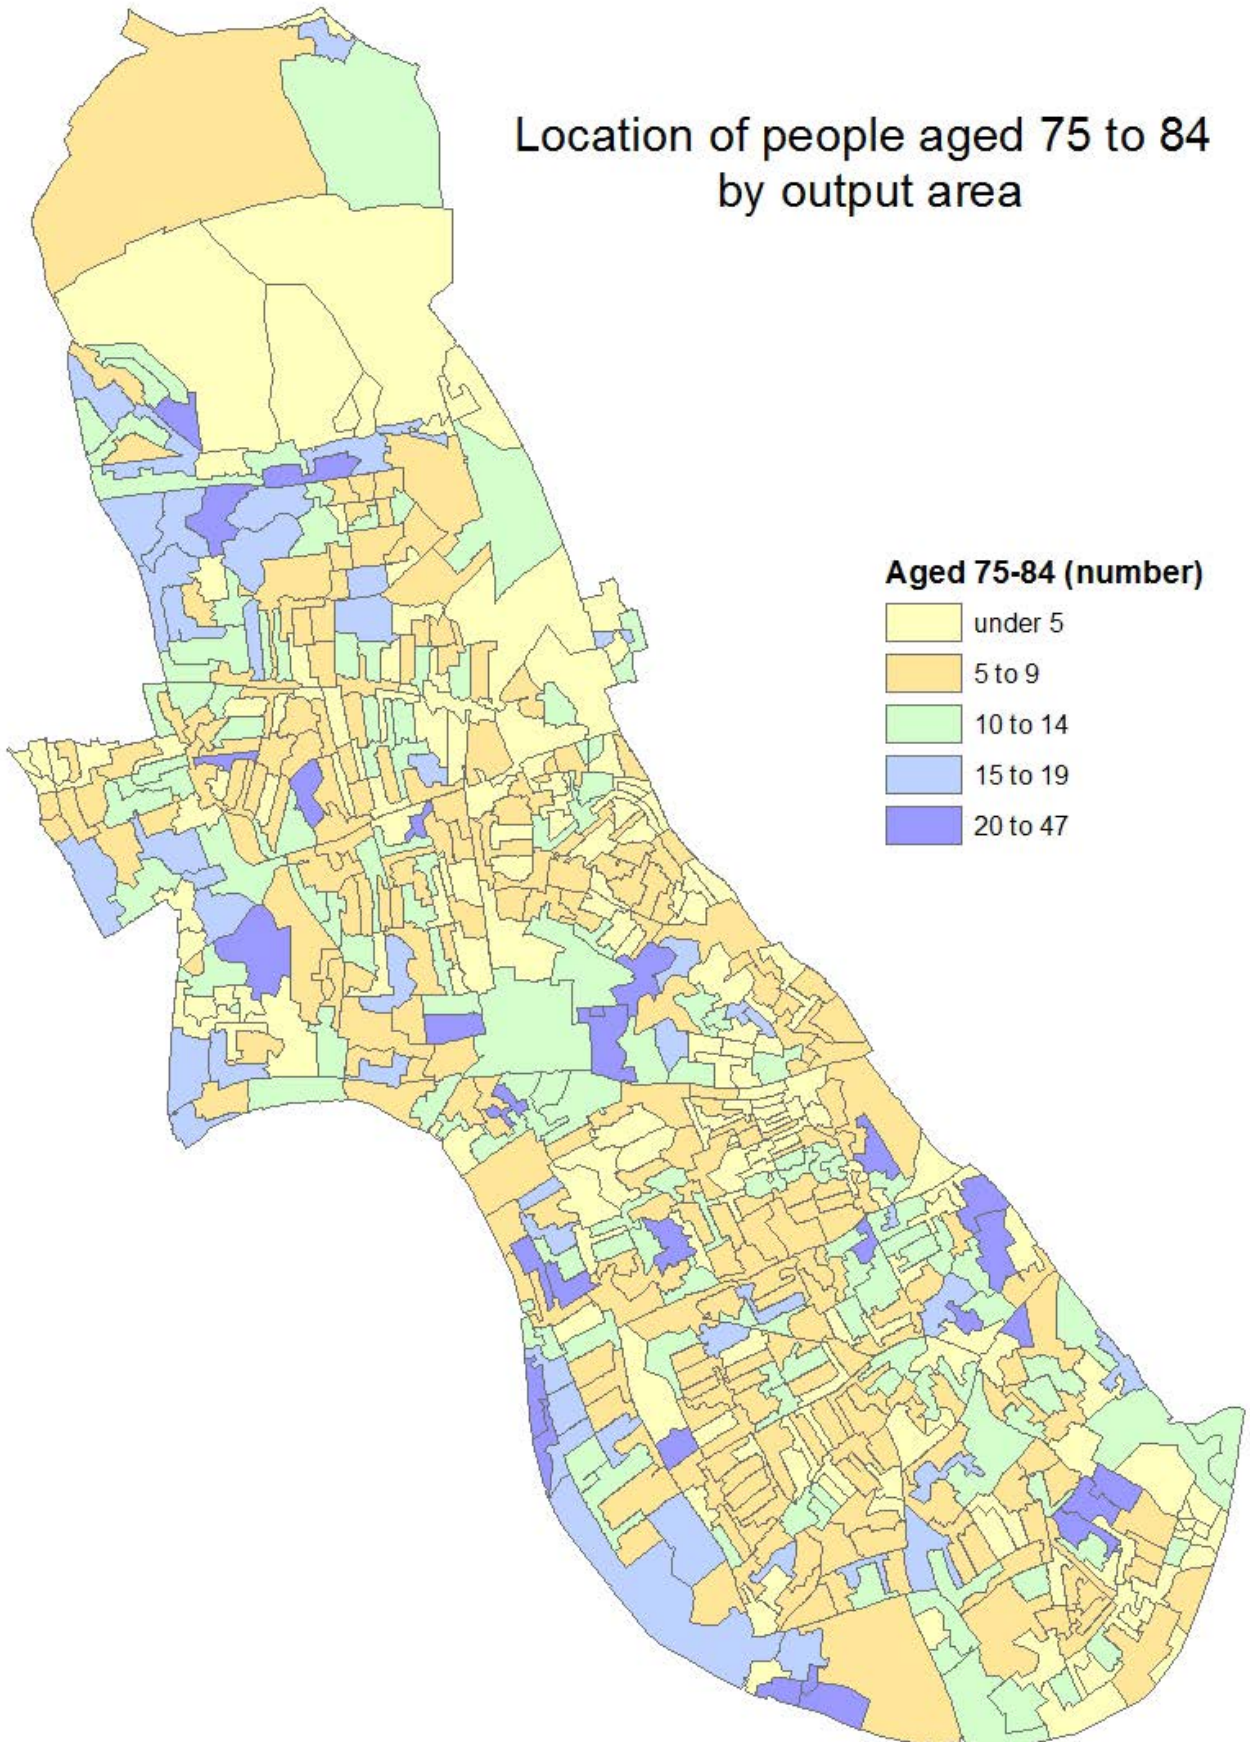 Location of people aged 75 to 84
by output area
Aged 75-84 (number)
under 5
5 to 9
10 to 14
15 to 19
20 to 47